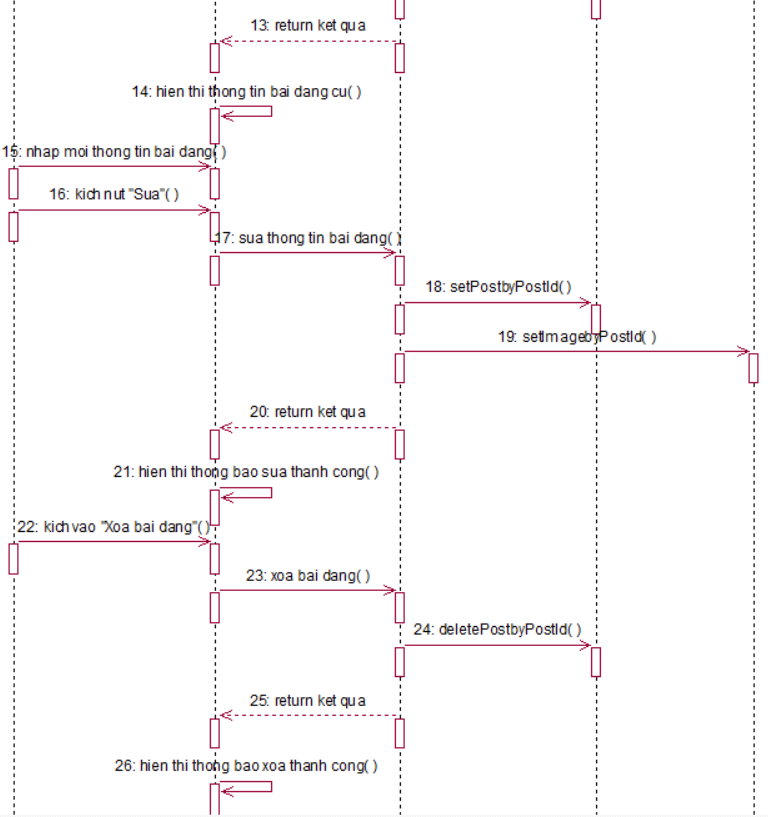 13: return ket qua
14: hien thi thong tin bai dang cu( )
15: nhap moi thong tin bai dang( )
16: kich nut "Sua"( )
17: sua thong tin bai dang( )
18: setPostbyPostId( )
19: setImagebyPostId( )
20: return ket qua
21: hien thi thong bao sua thanh cong( )
22: kich vao "Xoa bai dang"( )
23: xoa bai dang( )
24: deletePostbyPostId( )
25: return ket qua
26: hien thi thong bao xoa thanh cong( )